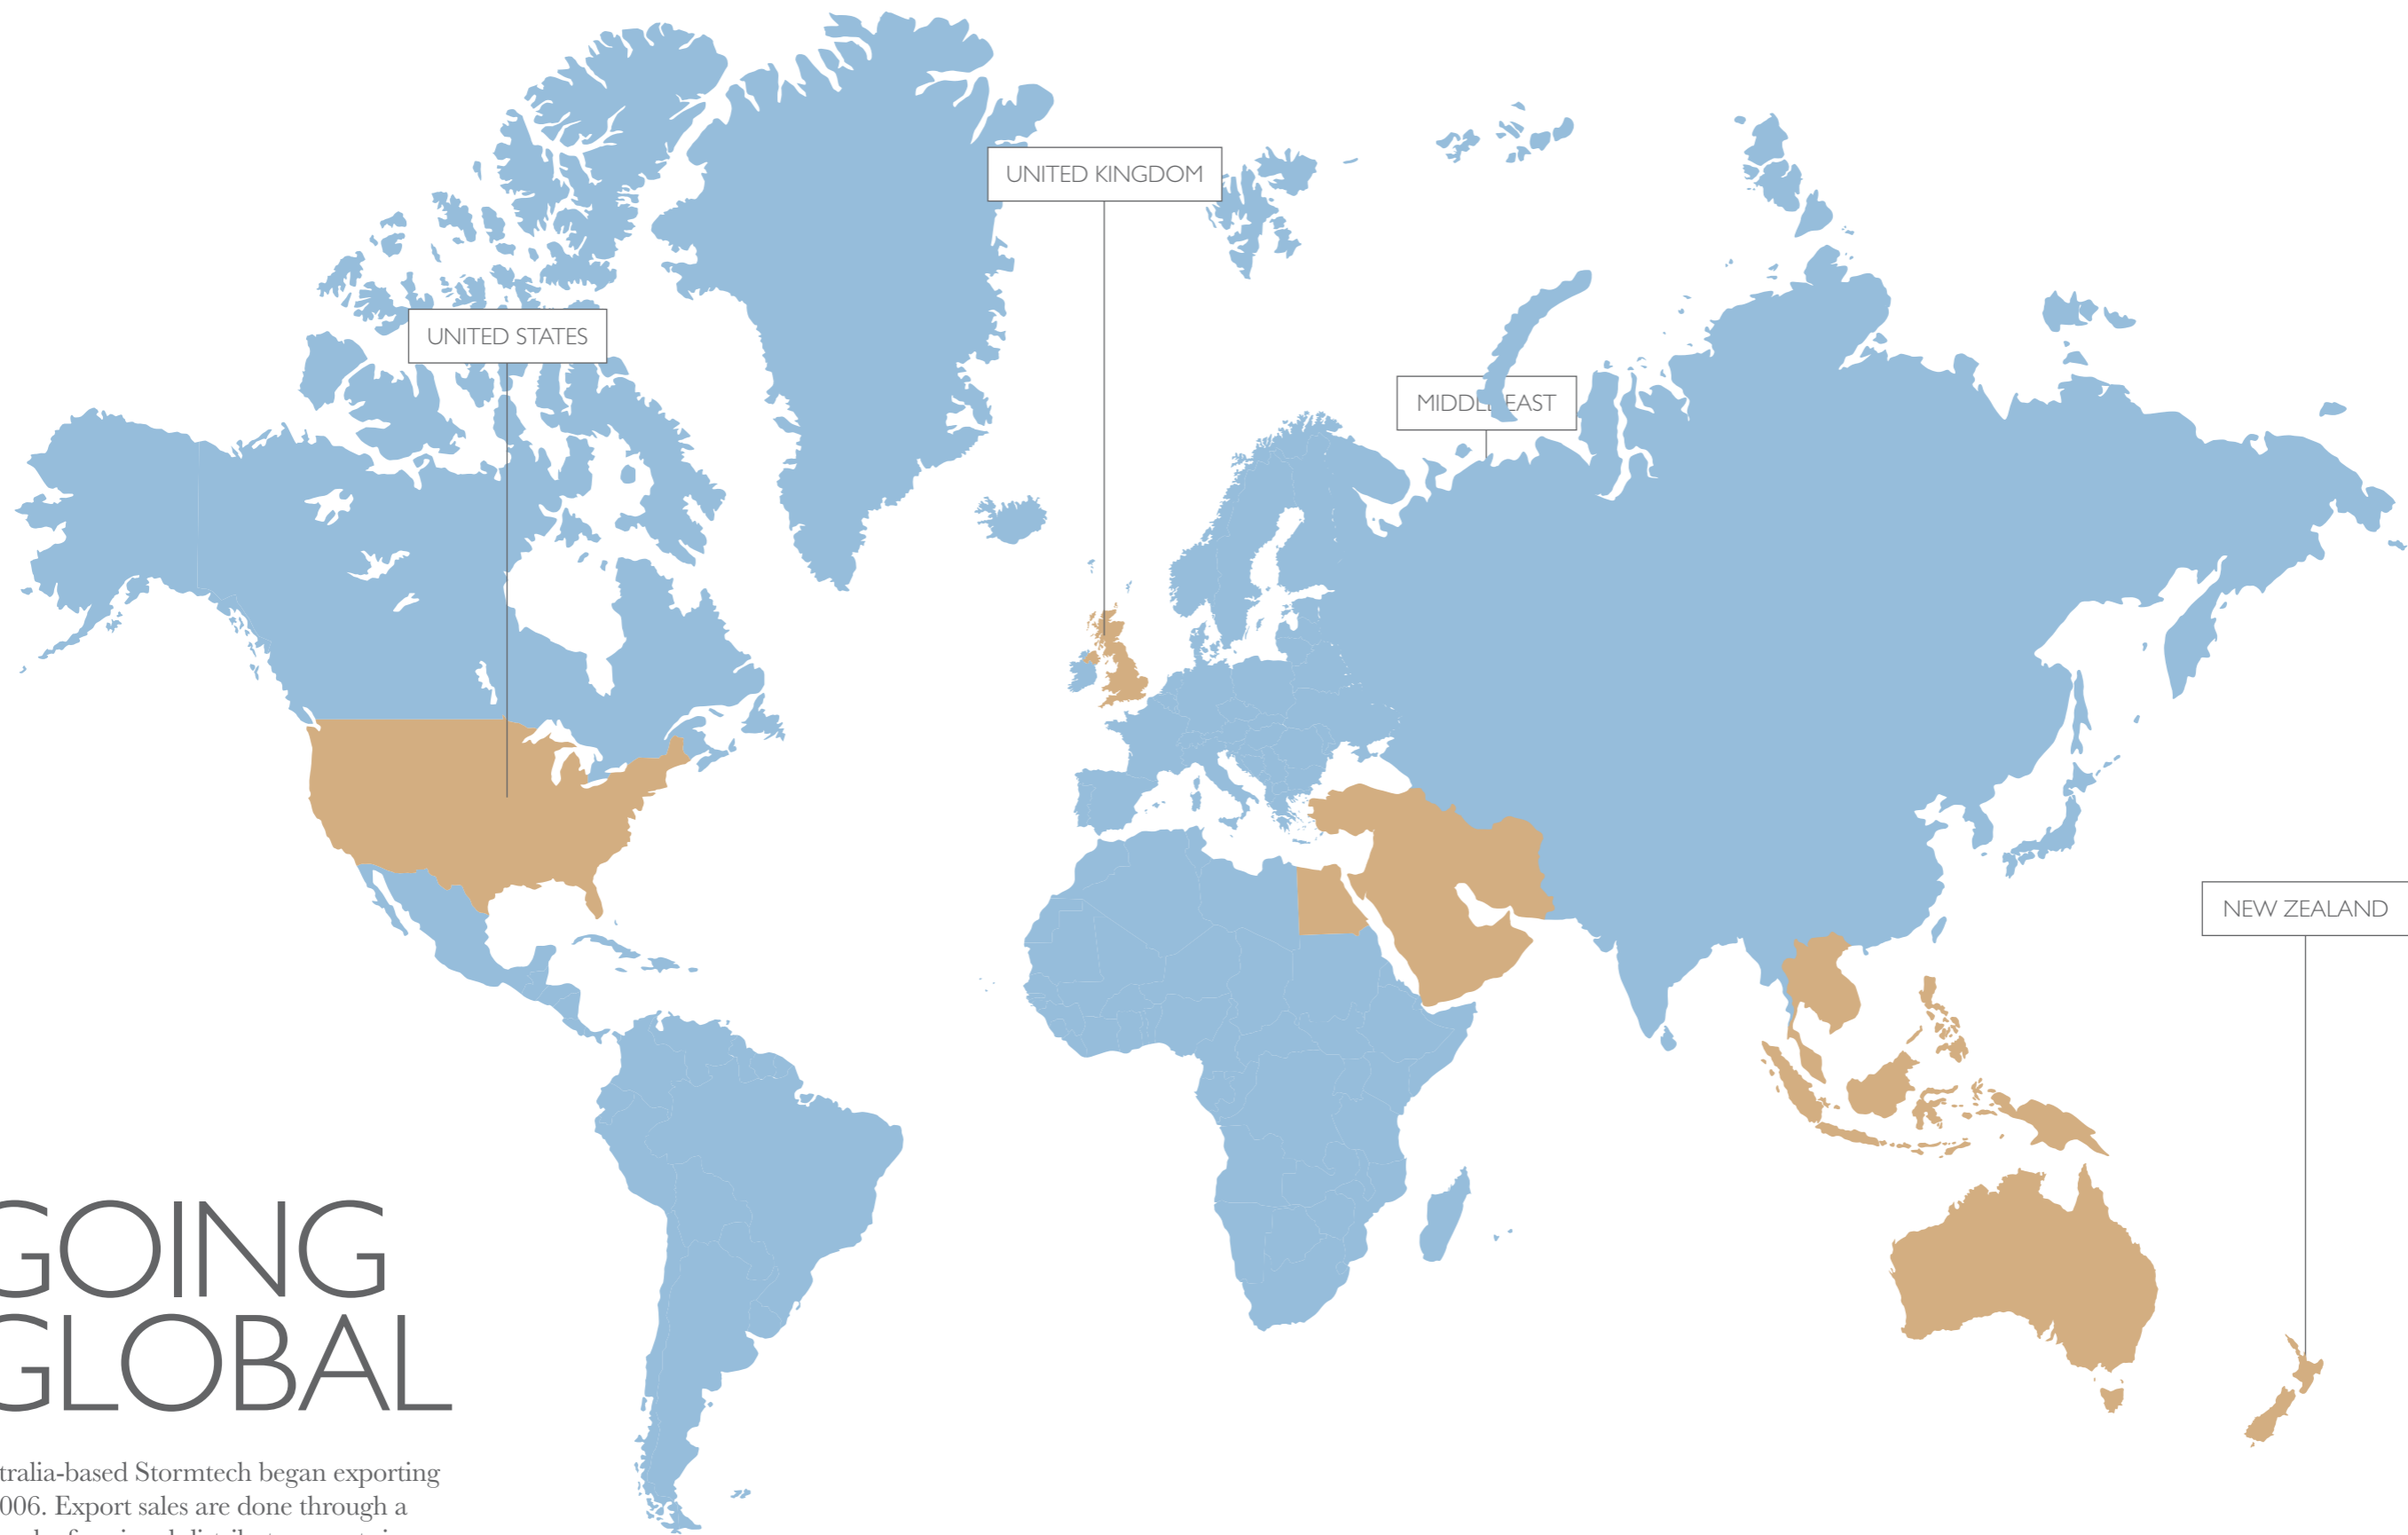 UNITED KINGDOM
UNITED STATES
MIDDLE EAST
NEW ZEALAND
GOING
GLOBAL
tralia-based Stormtech began exporting
006. Export sales are done through a